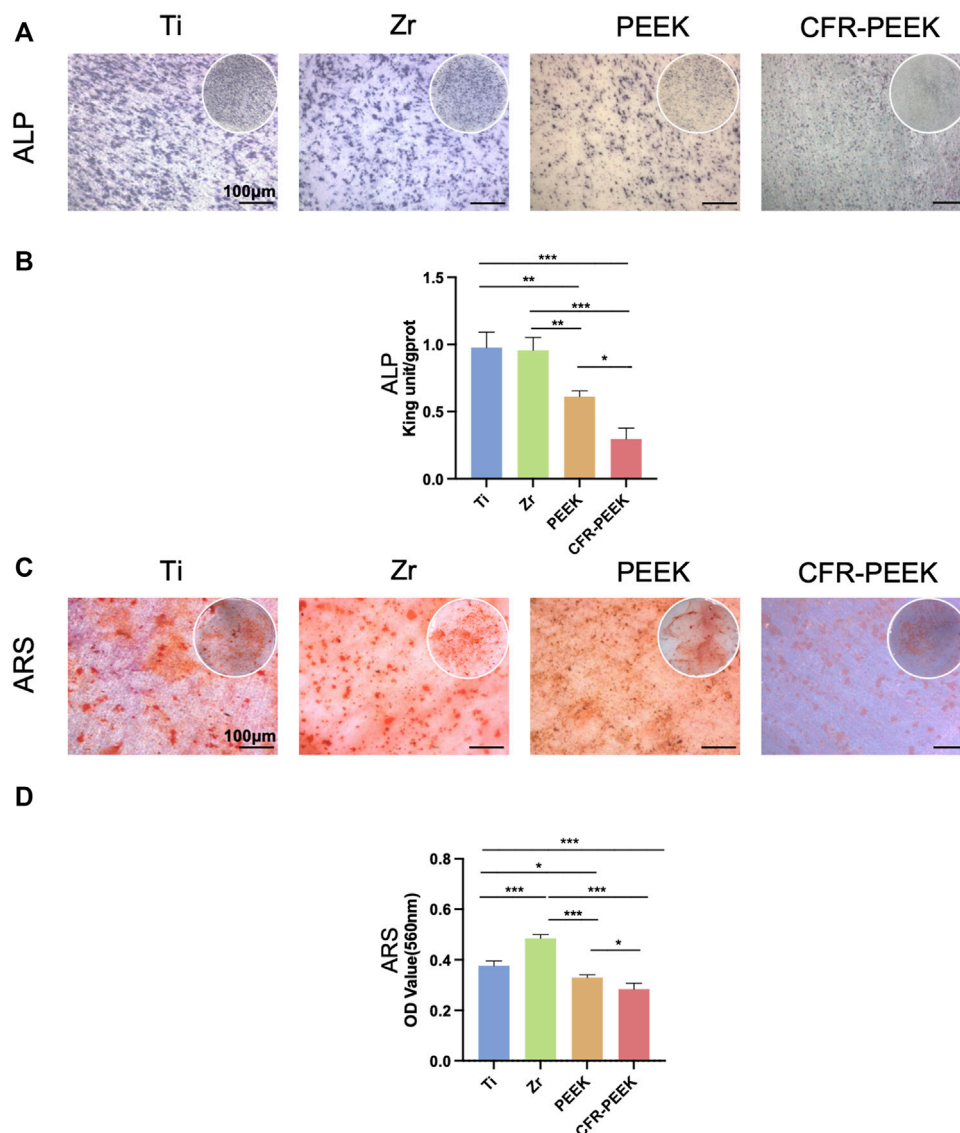 A
Ti
Zr
PEEK
CFR-PEEK
ALP
100μm
B
ALP
King unit/gprot
1.5
1.0
0.5
0.0
***
**
***
**
*
Ti
Zr
PEEK
CFR-PEEK
C
Ti
Zr
PEEK
CFR-PEEK
ARS
100μm
D
ARS
OD Value(560nm)
0.8
0.6
0.4
0.2
0.0
***
*
***
***
***
*
Ti
Zr
PEEK
CFR-PEEK